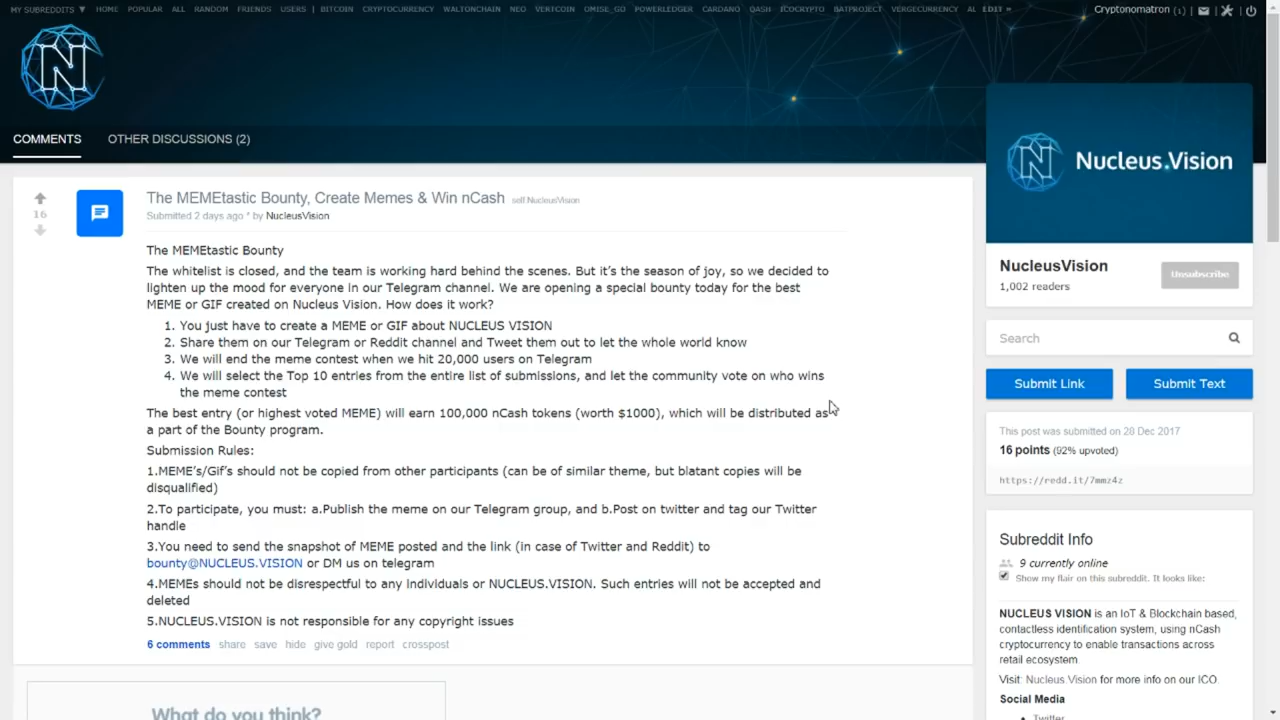 MY SUBREDDITS ▼ HOME POPULAR ALL RANDOM FRIENDS USERS | BITCOIN CRYPTOCURRENCY WALTONCHAIN NEO VERTCOIN OMISE_GO POWERLEDGER CARDANO QASH ICOCRYPTO BATPROJECT VERGECURRENCY AL EDIT »
Cryptonomatron (1) |
COMMENTS OTHER DISCUSSIONS (2)
Nucleus.Vision
The MEMEtastic Bounty, Create Memes & Win nCash self NucleusVision
16
Submitted 2 days ago * by NucleusVision
The MEMEtastic Bounty
The whitelist is closed, and the team is working hard behind the scenes. But it's the season of joy, so we decided to
lighten up the mood for everyone in our Telegram channel. We are opening a special bounty today for the best
MEME or GIF created on Nucleus Vision. How does it work?
1. You just have to create a MEME or GIF about NUCLEUS VISION
2. Share them on our Telegram or Reddit channel and Tweet them out to let the whole world know
3. We will end the meme contest when we hit 20,000 users on Telegram
4. We will select the Top 10 entries from the entire list of submissions, and let the community vote on who wins
the meme contest
The best entry (or highest voted MEME) will earn 100,000 nCash tokens (worth $1000), which will be distributed as
a part of the Bounty program.
Submission Rules:
1.MEME's/Gif's should not be copied from other participants (can be of similar theme, but blatant copies will be
disqualified)
2.To participate, you must: a.Publish the meme on our Telegram group, and b.Post on twitter and tag our Twitter
handle
3.You need to send the snapshot of MEME posted and the link (in case of Twitter and Reddit) to
bounty@NUCLEUS.VISION or DM us on telegram
4.MEMEs should not be disrespectful to any Individuals or NUCLEUS.VISION. Such entries will not be accepted and
deleted
5.NUCLEUS.VISION is not responsible for any copyright issues
6 comments share save hide give gold report crosspost
What do you think?
NucleusVision
1,002 readers
Unsubscribe
Search
Submit Link Submit Text
This post was submitted on 28 Dec 2017
16 points (92% upvoted)
https://redd.it/7mmz4z
Subreddit Info
9 currently online
Show my flair on this subreddit. It looks like:
NUCLEUS VISION is an IoT & Blockchain based,
contactless identification system, using nCash
cryptocurrency to enable transactions across
retail ecosystem
Visit: Nucleus.Vision for more info on our ICO.
Social Media
• Twitter